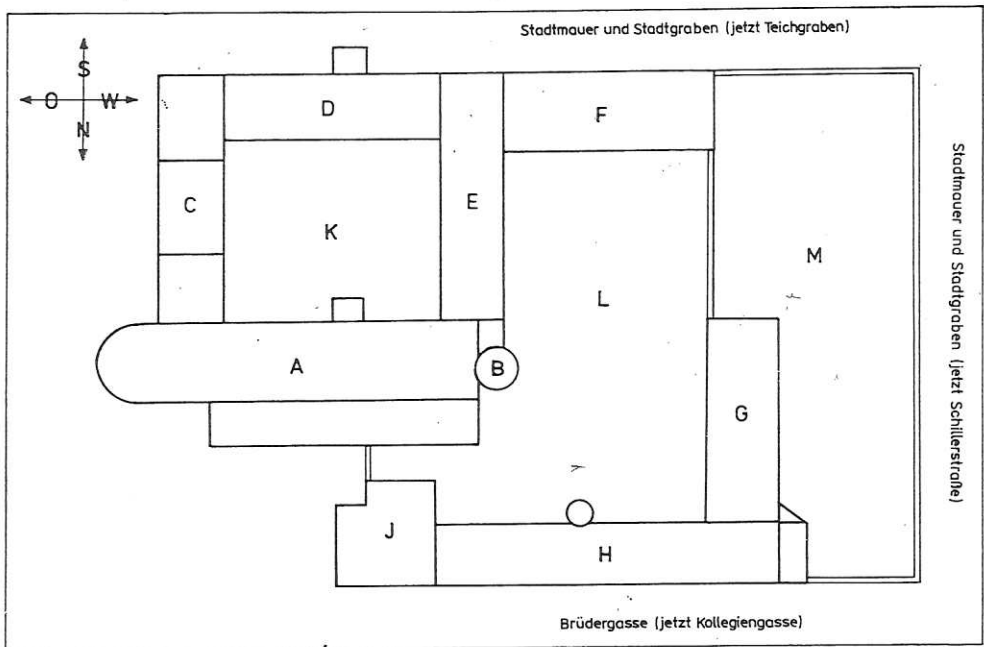 Stadtmauer und Stadtgraben (jetzt Teichgraben)
S
O W
N
D
F
C
E
K
M
L
A
B
G
J
H
Stadtmauer und Stadtgraben (jetzt Schillerstraße)
Brüdergasse (jetzt Kollegiengasse)